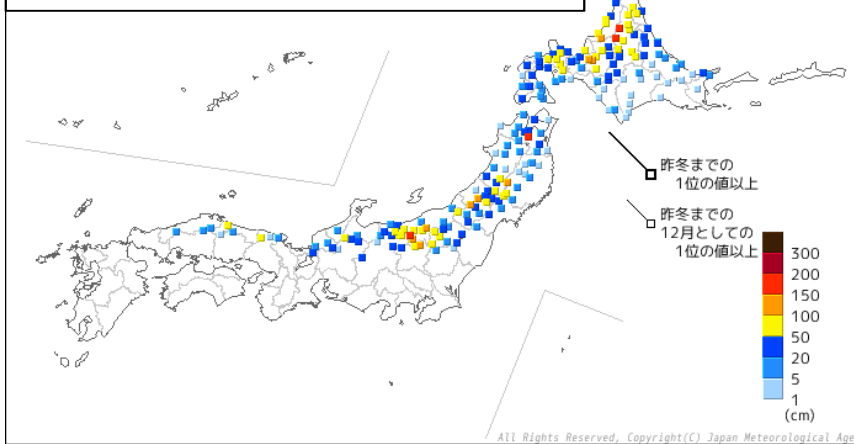 昨冬までの
1位の値以上
昨冬までの
12月としての
1位の値以上
300
200
150
100
50
20
5
1
(cm)
All Rights Reserved, Copyright(C) Japan Meteorological Age